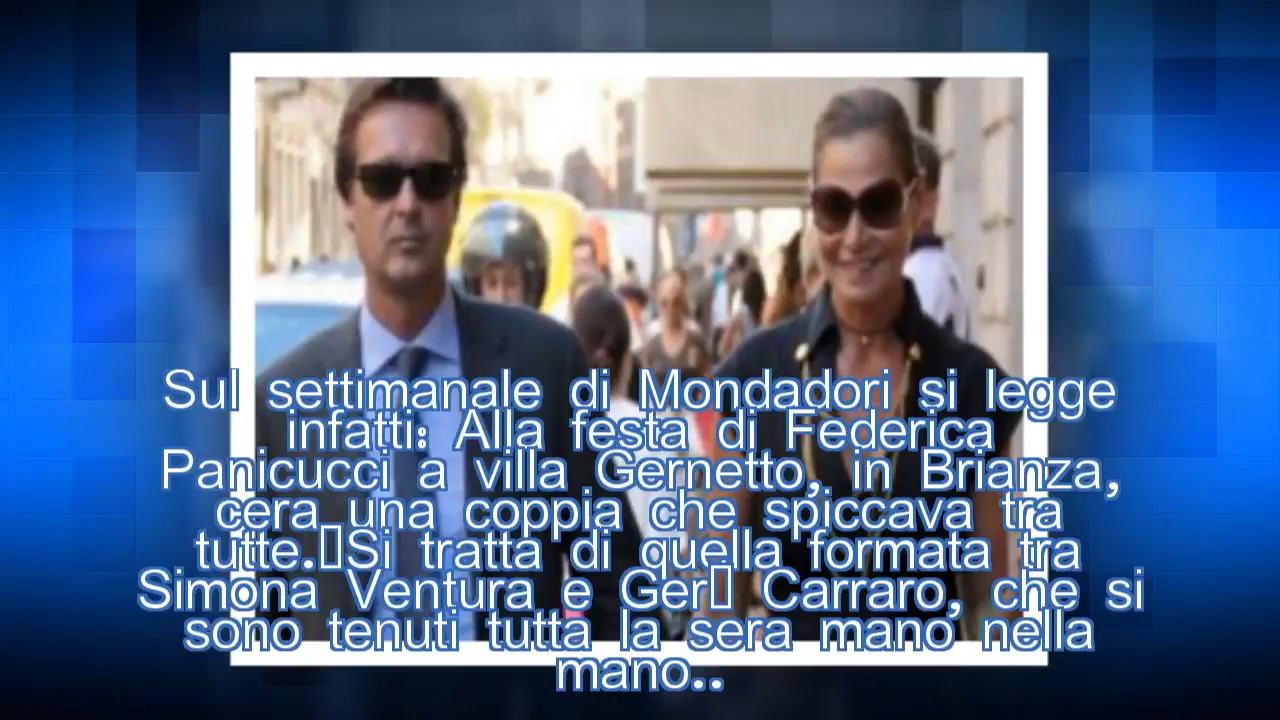 Sul settimanale di Mondadori si legge
infatti: Alla festa di Federica
Panicucci a villa Gernetto, in Brianza,
cera una coppia che spiccava tra
tutte.▯Si tratta di quella formata tra
Simona Ventura e Ger▯ Carraro, che si
sono tenuti tutta la sera mano nella
mano..